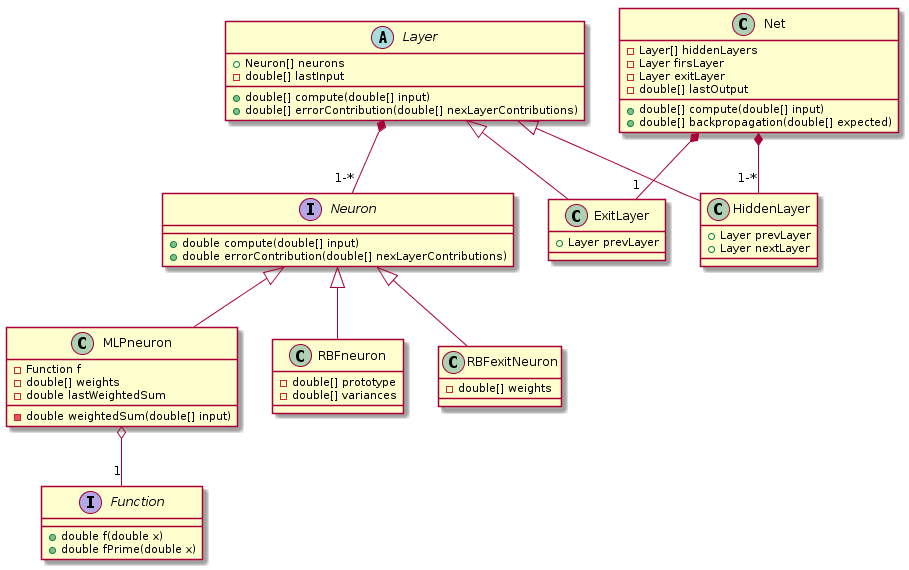 A Layer
Neuron[] neurons
double[] lastInput
double[] compute(double[] input)
double[] errorContribution(double[] nexLayerContributions)
C Net
Layer[] hiddenLayers
Layer firsLayer
Layer exitLayer
double[] lastOutput
double[] compute(double[] input)
double[] backpropagation(double[] expected)
1-*
1
1-*
I Neuron
double compute(double[] input)
double errorContribution(double[] nexLayerContributions)
C ExitLayer
Layer prevLayer
C HiddenLayer
Layer prevLayer
Layer nextLayer
C MLPneuron
Function f
double[] weights
double lastWeightedSum
double weightedSum(double[] input)
C RBFneuron
double[] prototype
double[] variances
C RBFexitNeuron
double[] weights
1
I Function
double f(double x)
double fPrime(double x)